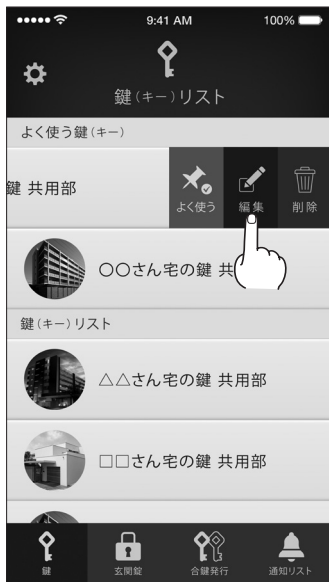 9:41 AM 100%
鍵(キー)リスト
よく使う鍵(キー)
鍵 共用部
よく使う 編集 削除
〇〇さん宅の鍵 共
鍵(キー)リスト
△△さん宅の鍵 共用部
□□さん宅の鍵 共用部
鍵 玄関錠 合鍵発行 通知リスト